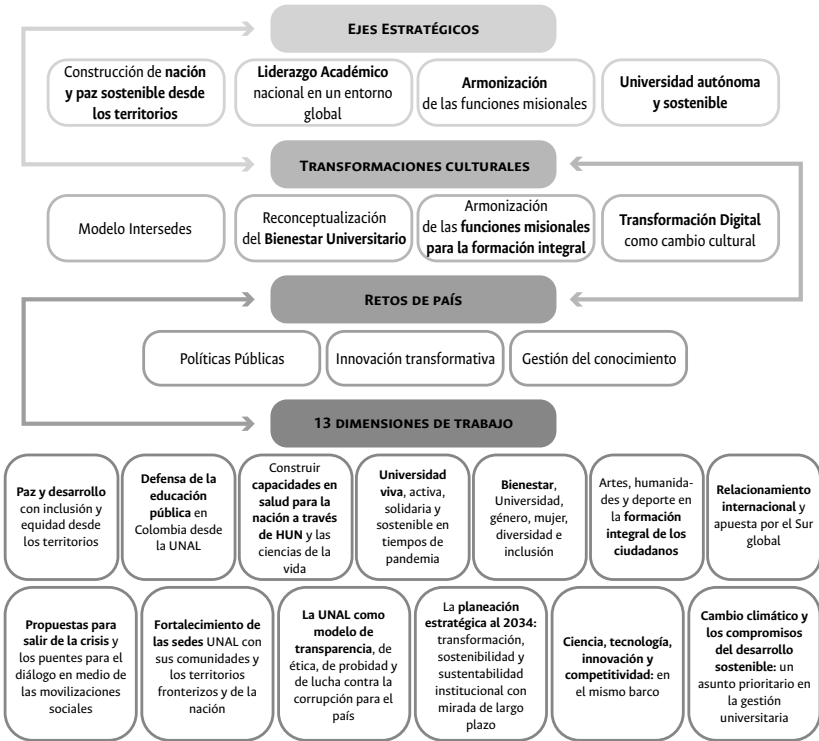 Ejes Estratégicos
Construcción de nación
y paz sostenible desde
los territorios
Liderazgo Académico
nacional en un entorno
global
Armonización
de las funciones misionales
Universidad autónoma
y sostenible
Transformaciones culturales
Modelo Intersedes
Reconceptualización
del Bienestar Universitario
Armonización
de las funciones misionales
para la formación integral
Transformación Digital
como cambio cultural
Retos de país
Políticas Públicas
Innovación transformativa
Gestión del conocimiento
13 dimensiones de trabajo
Paz y desarrollo
con inclusión y
equidad desde
los territorios
Defensa de la
educación
pública en
Colombia desde
la UNAL
Construir
capacidades en
salud para la
nación a través
de HUN y las
ciencias de la
vida
Universidad
viva, activa,
solidaria y
sostenible en
tiempos de
pandemia
Bienestar,
Universidad,
género, mujer,
diversidad e
inclusión
Artes, humanida-
des y deporte en
la formación
integral de los
ciudadanos
Relacionamiento
internacional y
apuesta por el Sur
global
Propuestas para
salir de la crisis y
los puentes para el
diálogo en medio de
las movilizaciones
sociales
Fortalecimiento de
las sedes UNAL con
sus comunidades y
los territorios
fronterizos y de la
nación
La UNAL como
modelo de
transparencia, de
ética, de probidad y
de lucha contra la
corrupción para el
país
La planeación
estratégica al 2034:
transformación,
sostenibilidad y
sustentabilidad
institucional con
mirada de largo
plazo
Ciencia, tecnología,
innovación y
competitividad: en
el mismo barco
Cambio climático y
los compromisos
del desarrollo
sostenible: un
asunto prioritario en
la gestión
universitaria